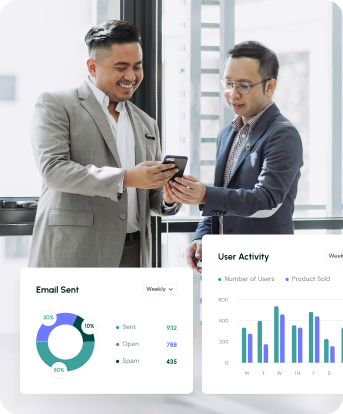 User Activity
Week
Number of Users
Product Sold
600
400
200
0
M
T
W
TH
F
S
Email Sent
Weekly
30%
10%
60%
Sent 932
Open 788
Spam 435